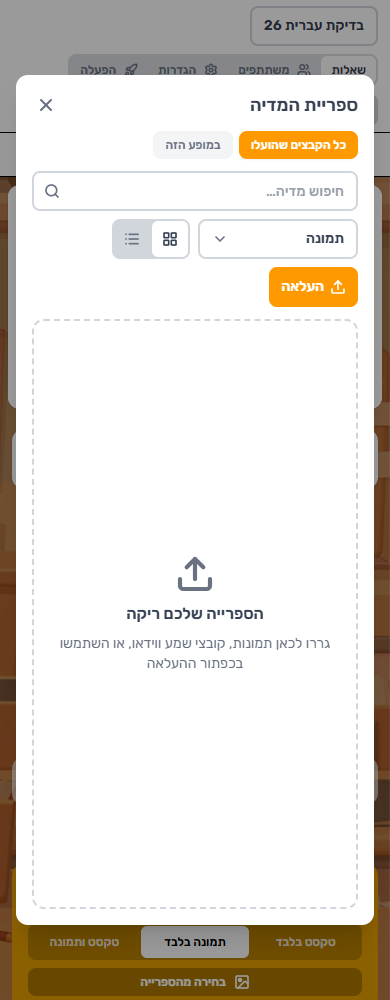 בדיקת עברית 26
שאלות
משתתפים
הגדרות
הפעלה
ספריית המדיה
כל הקבצים שהועלו
במופע הזה
חיפוש מדיה...
תמונה
העלאה
הספרייה שלכם ריקה
גררו לכאן תמונות, קובצי שמע ווידאו, או השתמשו
בכפתור ההעלאה
טקסט בלבד
תמונה בלבד
טקסט ותמונה
בחירה מהספרייה